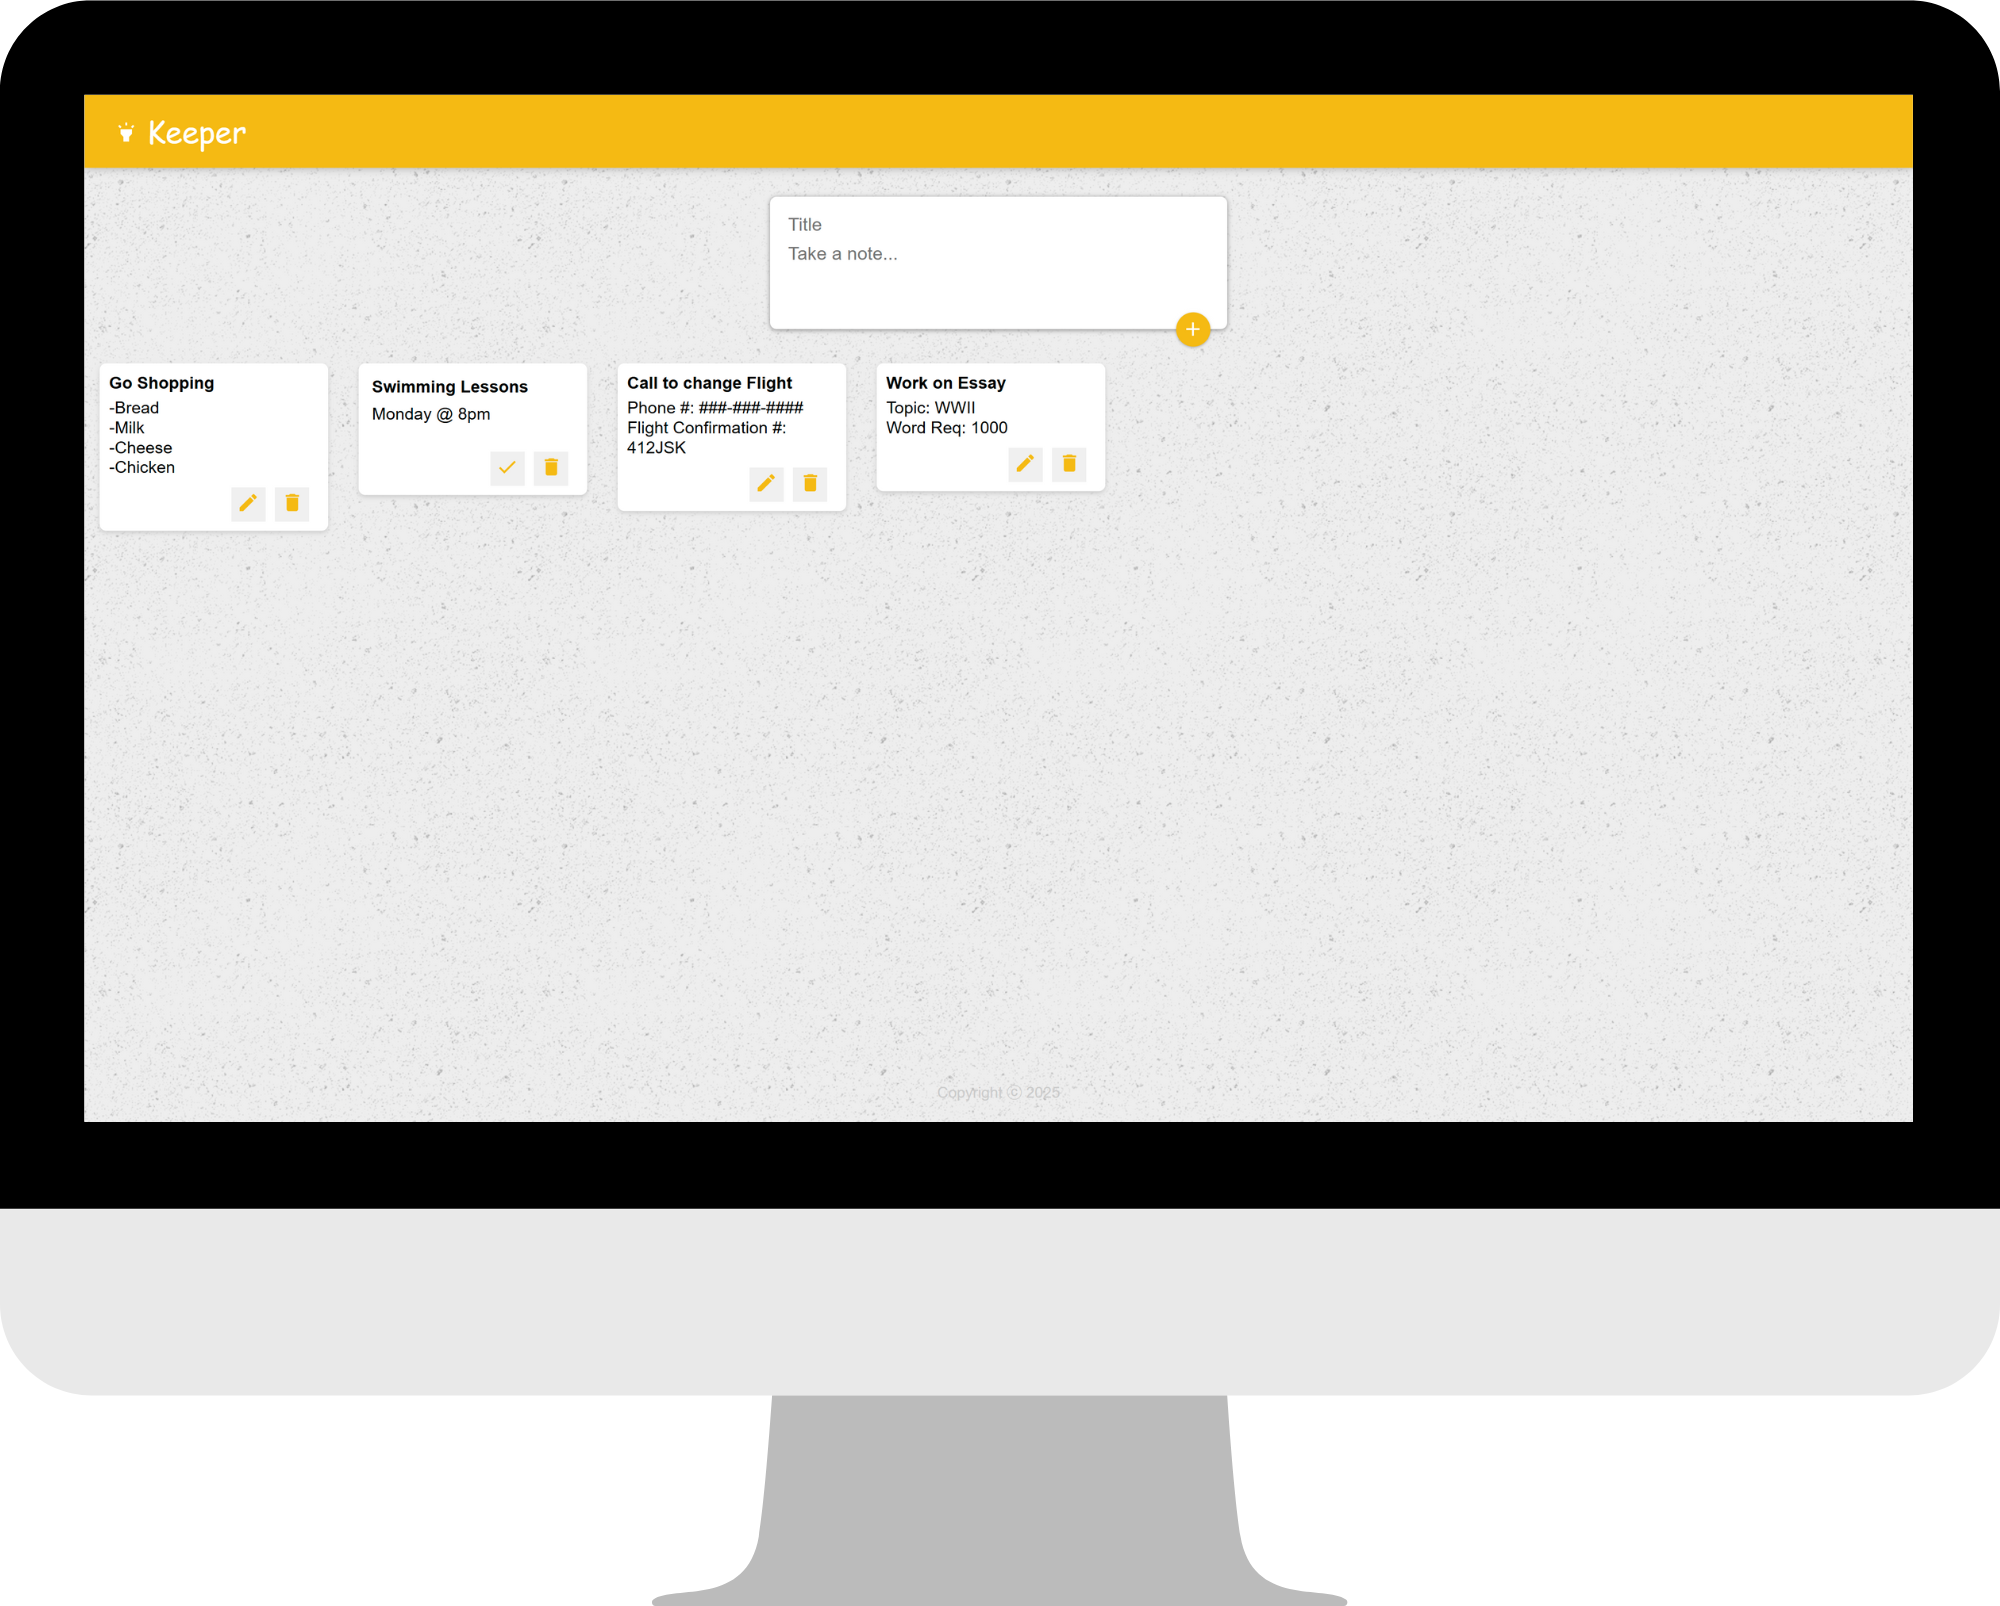 Keeper
Title
Take a note...
Go Shopping
-Bread
-Milk
-Cheese
-Chicken
Swimming Lessons
Monday @ 8pm
Call to change Flight
Phone #: ###-###-####
Flight Confirmation #:
412JSK
Work on Essay
Topic: WWII
Word Req: 1000
Copyright ⓒ 2025